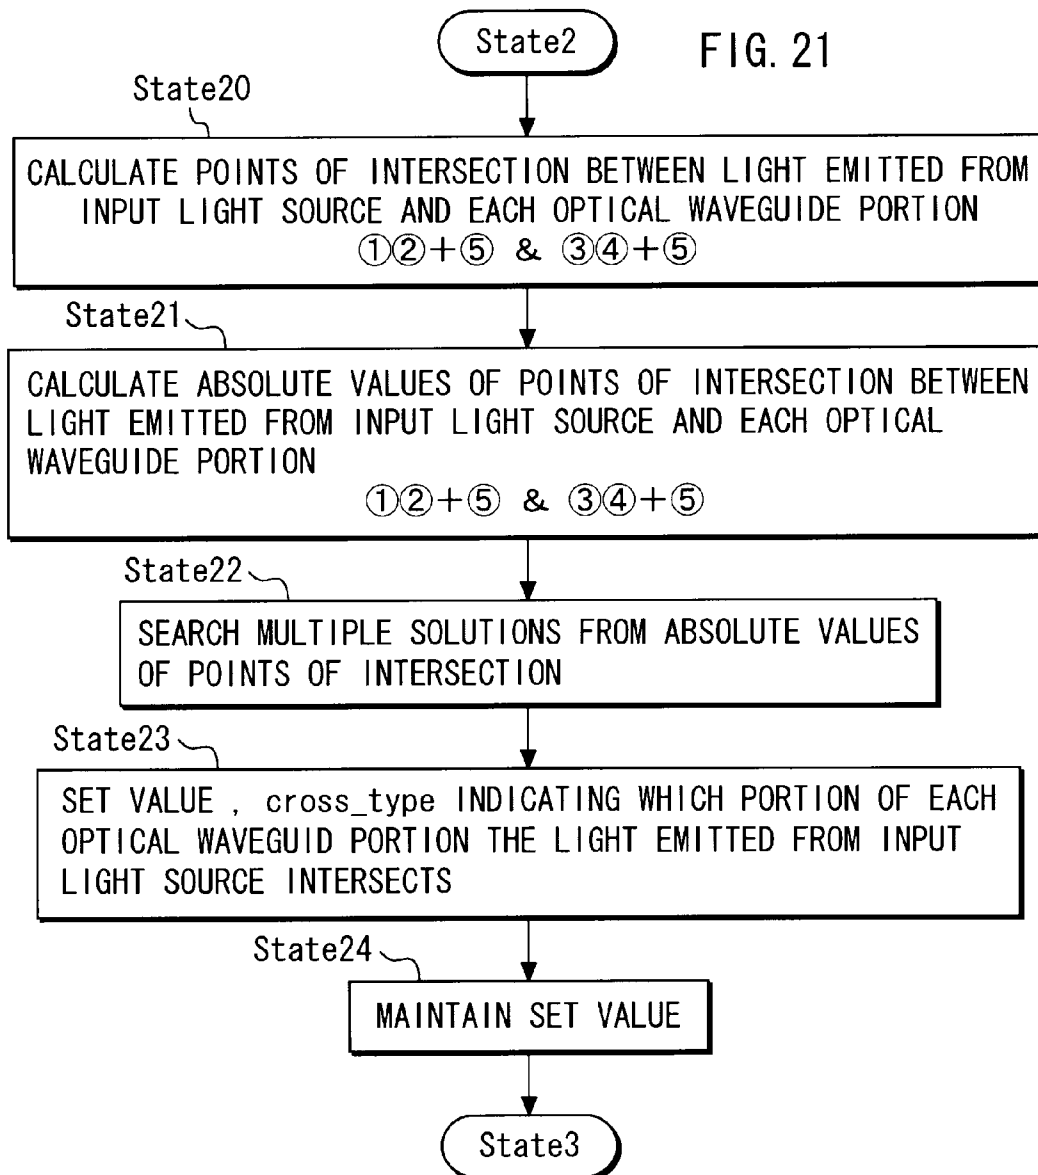 State2
FIG. 21
State20
CALCULATE POINTS OF INTERSECTION BETWEEN LIGHT EMITTED FROM
INPUT LIGHT SOURCE AND EACH OPTICAL WAVEGUIDE PORTION
①②+⑤ & ③④+⑤
State21
CALCULATE ABSOLUTE VALUES OF POINTS OF INTERSECTION BETWEEN
LIGHT EMITTED FROM INPUT LIGHT SOURCE AND EACH OPTICAL
WAVEGUIDE PORTION
①②+⑤ & ③④+⑤
State22
SEARCH MULTIPLE SOLUTIONS FROM ABSOLUTE VALUES
OF POINTS OF INTERSECTION
State23
SET VALUE , cross_type INDICATING WHICH PORTION OF EACH
OPTICAL WAVEGUID PORTION THE LIGHT EMITTED FROM INPUT
LIGHT SOURCE INTERSECTS
State24
MAINTAIN SET VALUE
State3